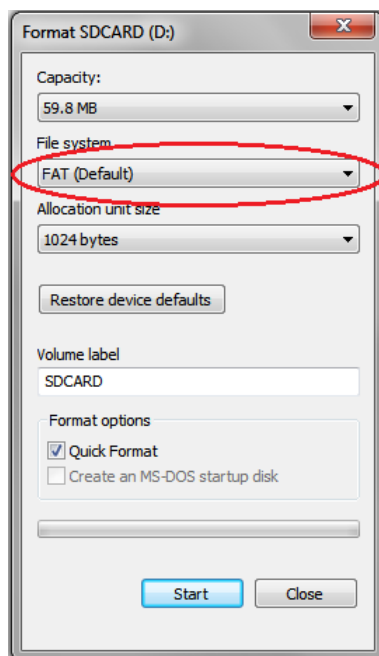 Format SDCARD (D:)
Capacity:
59.8 MB
File system
FAT (Default)
Allocation unit size
1024 bytes
Restore device defaults
Volume label
SDCARD
Format options
Quick Format
Create an MS-DOS startup disk
Start Close